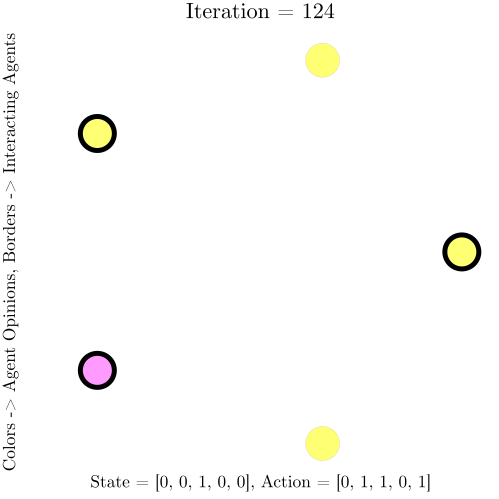 Iteration = 124
Colors -> Agent Opinions, Borders -> Interacting Agents
State = [0, 0, 1, 0, 0], Action = [0, 1, 1, 0, 1]